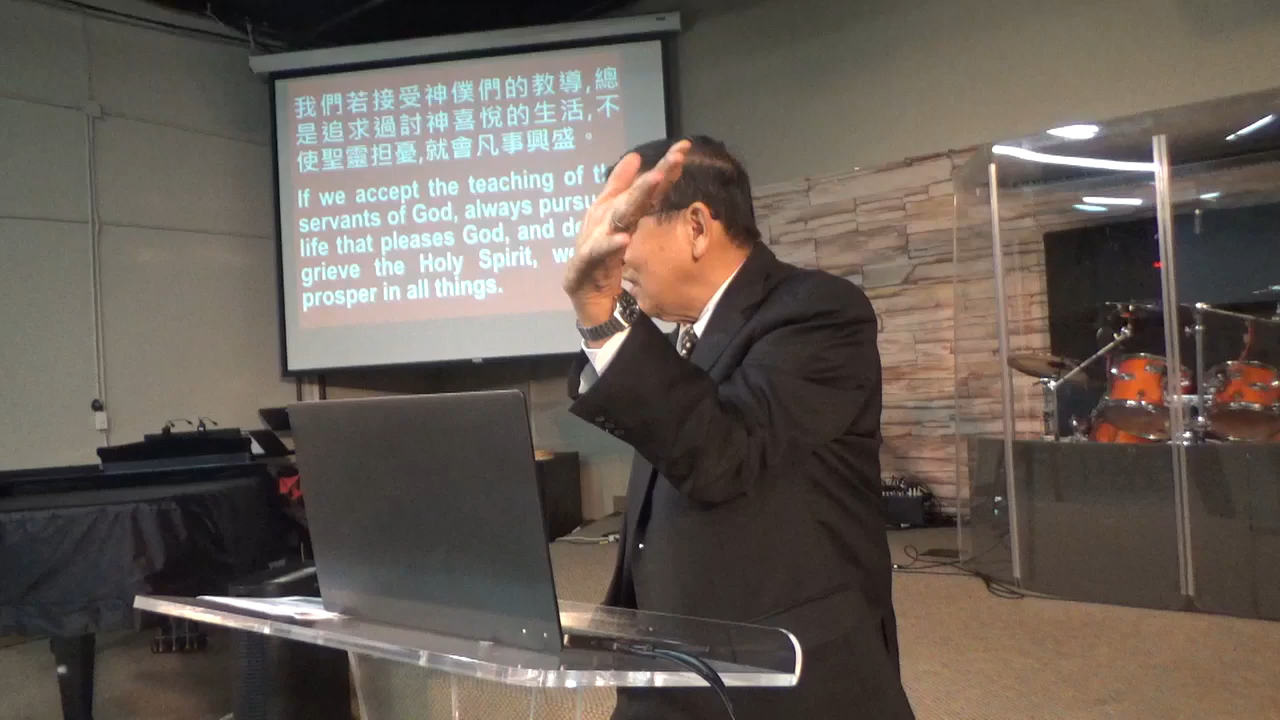 我們若接受神僕們的教導,總
是追求過討神喜悅的生活,不
使聖靈担憂,就會凡事興盛。
If we accept the teaching of
servants of God, always
life that pleases God, and
grieve the Holy Spirit,
prosper in all things.